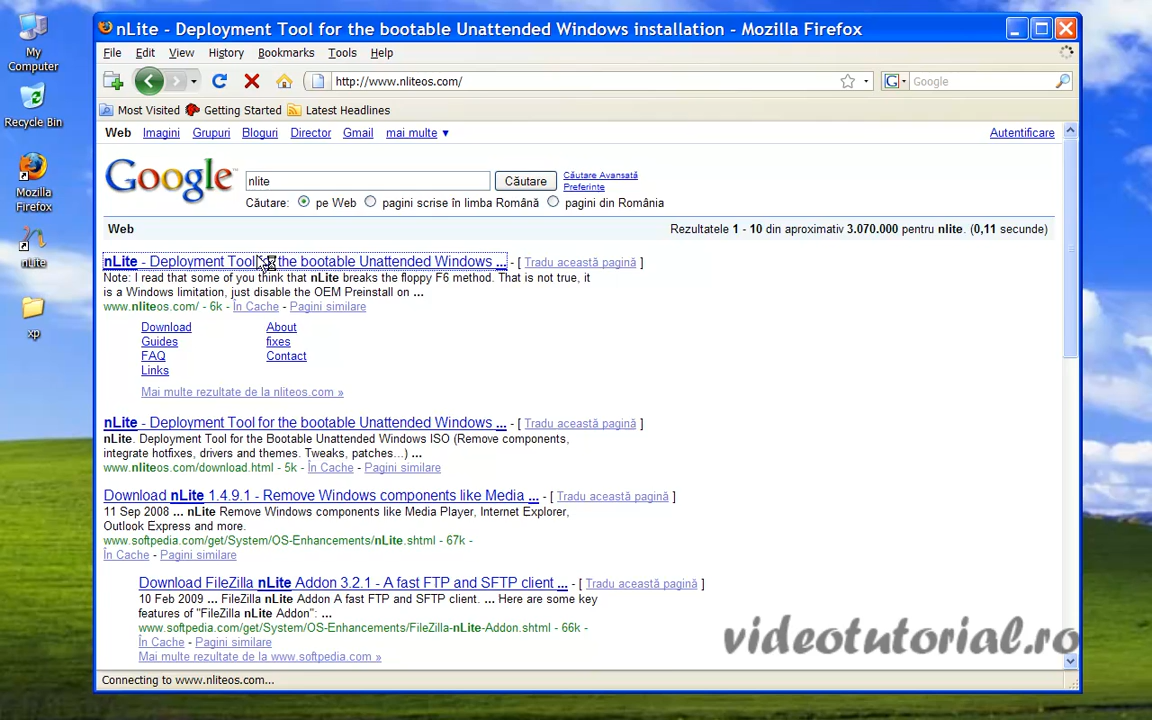 My Computer
Recycle Bin
Mozilla Firefox
nLite
xp
nLite - Deployment Tool for the bootable Unattended Windows installation - Mozilla Firefox
File Edit View History Bookmarks Tools Help
http://www.nliteos.com/ Google
Most Visited Getting Started Latest Headlines
Web Imagini Grupuri Bloguri Director Gmail mai multe ▼ Autentificare
Google nlite Căutare Căutare Avansată
Preferinţe
Căutare: pe Web pagini scrise în limba Română pagini din România
Web Rezultatele 1 - 10 din aproximativ 3.070.000 pentru nlite. (0,11 secunde)
nLite - Deployment Tool the bootable Unattended Windows ... - [ Tradu această pagină ]
Note: I read that some of you think that nLite breaks the floppy F6 method. That is not true, it
is a Windows limitation, just disable the OEM Preinstall on ...
www.nliteos.com/ - 6k - În Cache - Pagini similare
Download About
Guides fixes
FAQ Contact
Links
Mai multe rezultate de la nliteos.com »
nLite - Deployment Tool for the bootable Unattended Windows ... - [ Tradu această pagină ]
nLite. Deployment Tool for the Bootable Unattended Windows ISO (Remove components,
integrate hotfixes, drivers and themes. Tweaks, patches...) ...
www.nliteos.com/download.html - 5k - În Cache - Pagini similare
Download nLite 1.4.9.1 - Remove Windows components like Media ... - [ Tradu această pagină ]
11 Sep 2008 ... nLite Remove Windows components like Media Player, Internet Explorer,
Outlook Express and more.
www.softpedia.com/get/System/OS-Enhancements/nLite.shtml - 67k -
În Cache - Pagini similare
Download FileZilla nLite Addon 3.2.1 - A fast FTP and SFTP client ... - [ Tradu această pagină ]
10 Feb 2009 ... FileZilla nLite Addon A fast FTP and SFTP client. ... Here are some key
features of "FileZilla nLite Addon": ...
www.softpedia.com/get/System/OS-Enhancements/FileZilla-nLite-Addon.shtml - 66k -
În Cache - Pagini similare
Mai multe rezultate de la www.softpedia.com »
videotutorial.ro
Connecting to www.nliteos.com...